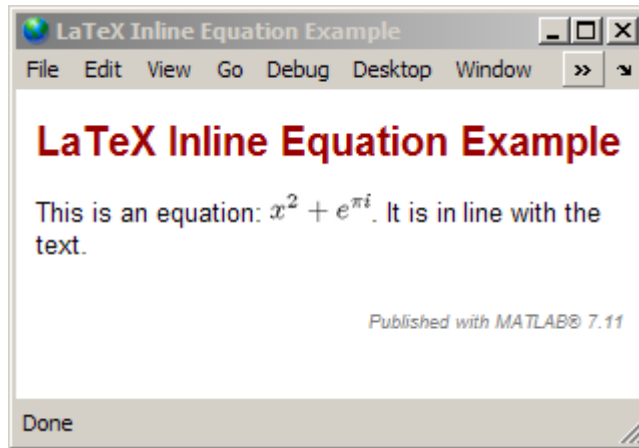 LaTeX Inline Equation Example
File Edit View Go Debug Desktop Window »
LaTeX Inline Equation Example
This is an equation: x² + e^{πi}. It is in line with the
text.
Published with MATLAB® 7.11
Done